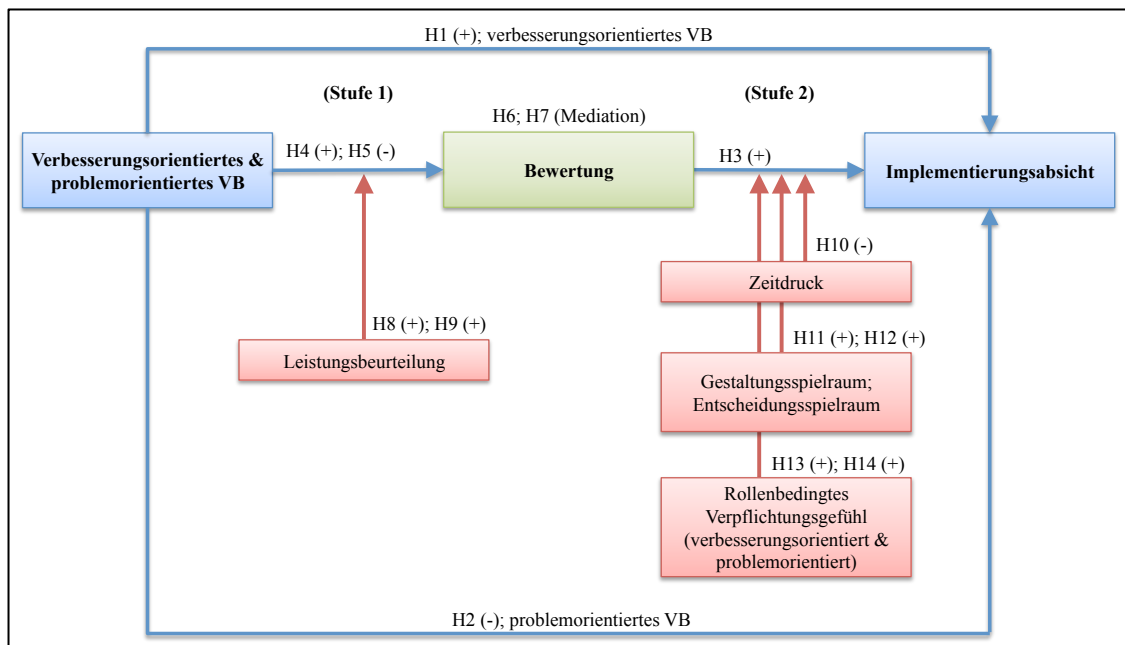 H1 (+); verbesserungsorientiertes VB
(Stufe 1)
(Stufe 2)
H6; H7 (Mediation)
Verbesserungsorientiertes &
problemorientiertes VB
H4 (+); H5 (-)
Bewertung
H3 (+)
Implementierungsabsicht
H10 (-)
Zeitdruck
H8 (+); H9 (+)
Leistungsbeurteilung
H11 (+); H12 (+)
Gestaltungsspielraum;
Entscheidungsspielraum
H13 (+); H14 (+)
Rollenbedingtes
Verpflichtungsgefühl
(verbesserungsorientiert &
problemorientiert)
H2 (-); problemorientiertes VB